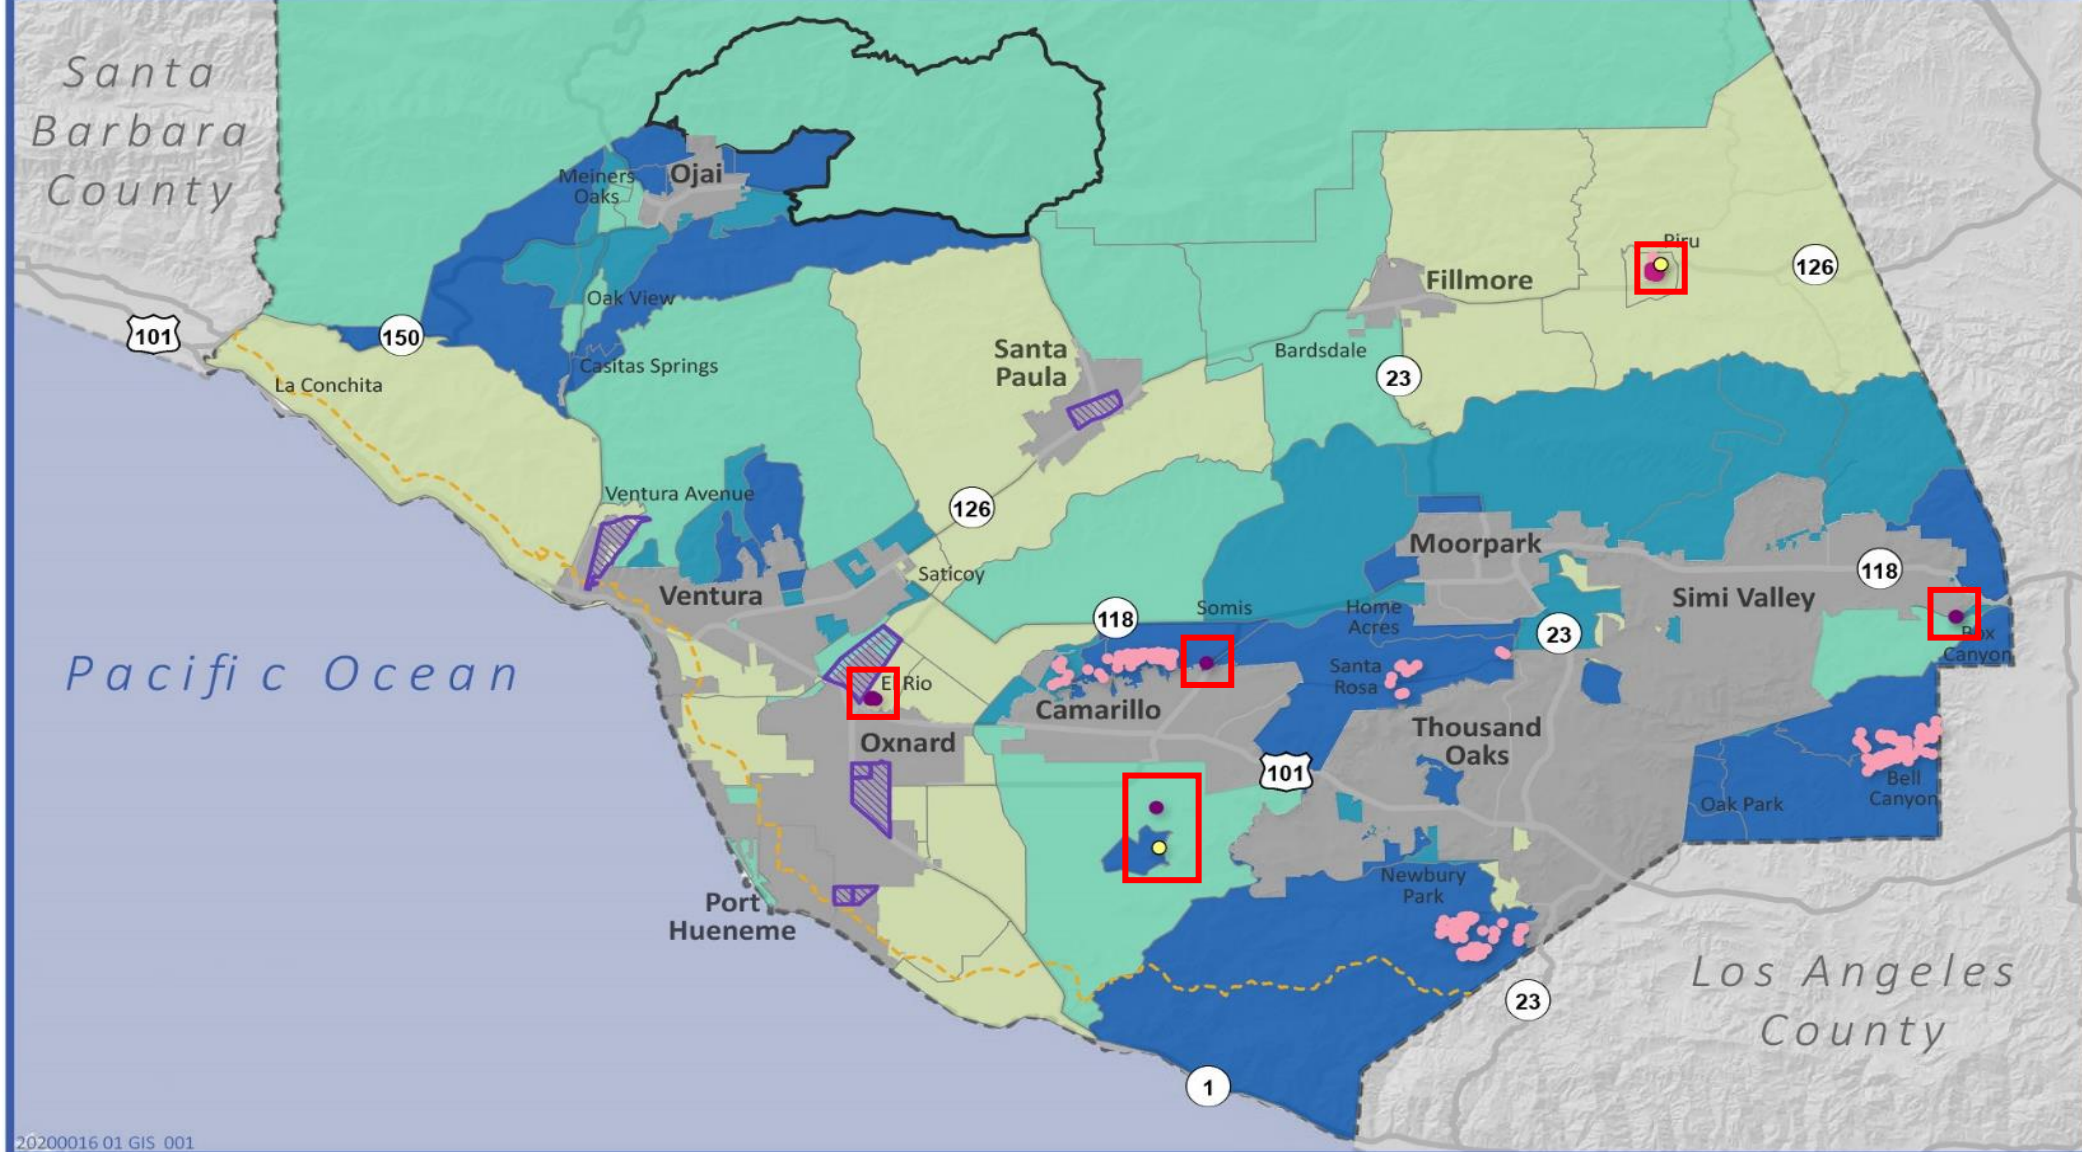 Santa
Barbara
County
101
150
La Conchita
Meiners
Oaks
Ojai
Oak View
Casitas Springs
Ventura Avenue
Santa
Paula
126
Fillmore
Bardsdale
23
Piru
126
Saticoy
Ventura
118
Somis
Home
Acres
Moorpark
Simi Valley
118
23
Box
Canyon
Santa
Rosa
El Rio
Oxnard
Camarillo
Thousand
Oaks
101
Oak Park
Bell
Canyon
Newbury
Park
Port
Hueneme
Pacific Ocean
23
1
Los Angeles
County
20200016 01 GIS 001